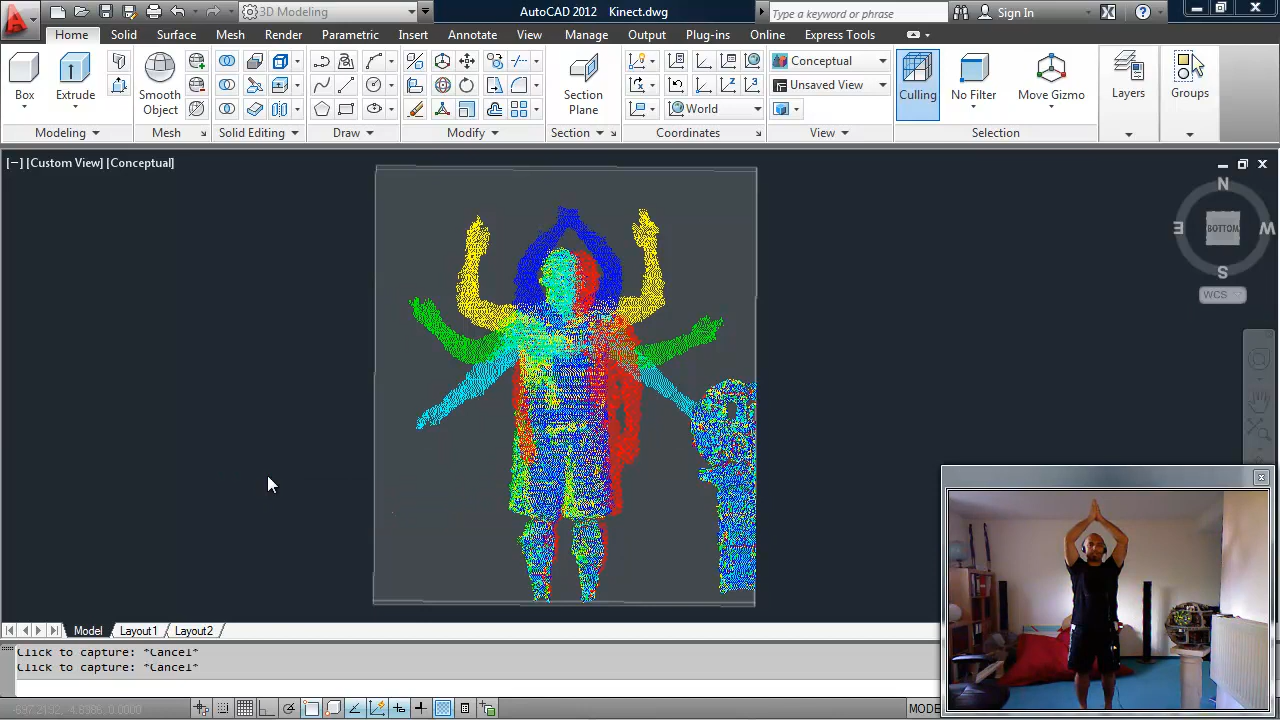 3D Modeling
AutoCAD 2012 Kinect.dwg
Type a keyword or phrase
Sign In
Home Solid Surface Mesh Render Parametric Insert Annotate View Manage Output Plug-ins Online Express Tools
Box
Extrude
Smooth
Object
Section
Plane
World
Conceptual
Unsaved View
Culling
No Filter
Move Gizmo
Layers
Groups
Modeling
Mesh
Solid Editing
Draw
Modify
Section
Coordinates
View
Selection
[−] [Custom View] [Conceptual]
N
E
BOTTOM
W
S
WCS
Model Layout1 Layout2
Click to capture: *Cancel*
Click to capture: *Cancel*
MODE